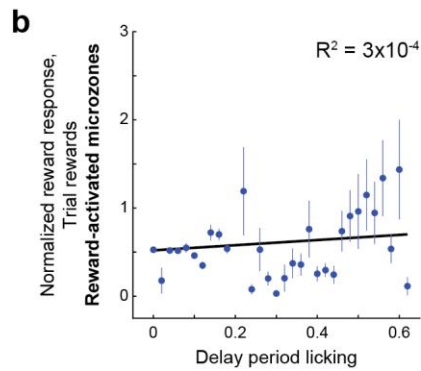 b
R² = 3x10⁻⁴
Normalized reward response,
Trial rewards
Reward-activated microzones
3
2
1
0
0
0.2
0.4
0.6
Delay period licking